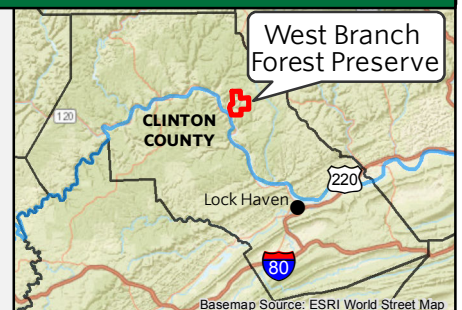 West Branch
Forest Preserve
120
CLINTON
COUNTY
220
Lock Haven
80
Basemap Source: ESRI World Street Map